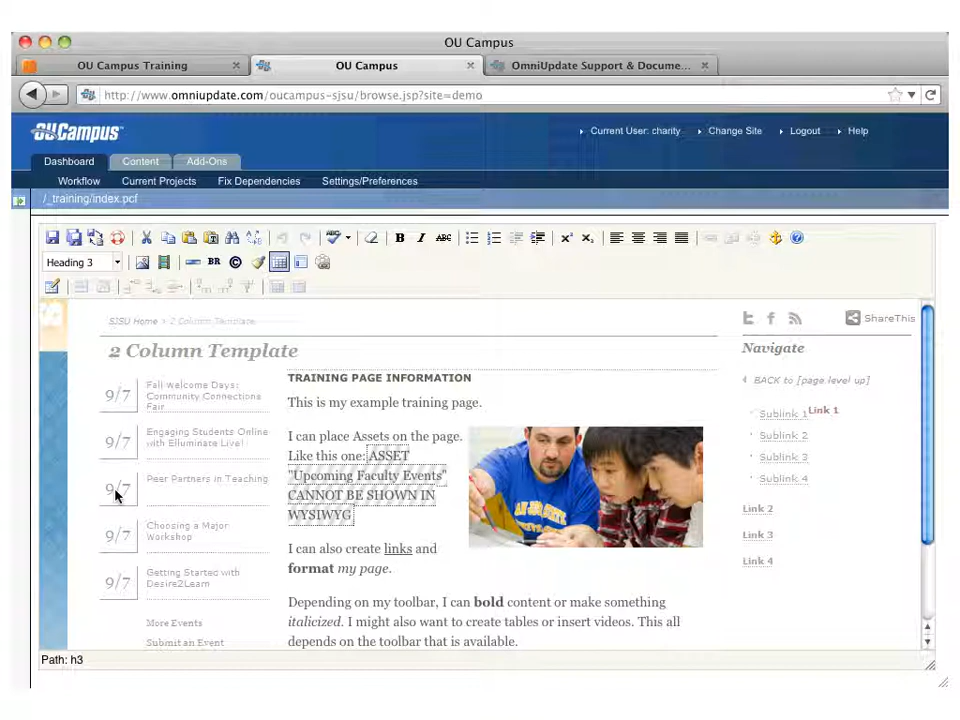 OU Campus
OU Campus Training
OU Campus
OmniUpdate Support & Docume...
http://www.omniupdate.com/oucampus-sjsu/browse.jsp?site=demo
OUCampus™
Current User: charity
Change Site
Logout
Help
Dashboard
Content
Add-Ons
Workflow
Current Projects
Fix Dependencies
Settings/Preferences
/_training/index.pcf
B I ABC
x² x₂
Heading 3
BR
SJSU Home > 2 Column Template
ShareThis
2 Column Template
9/7
Fall Welcome Days:
Community Connections
Fair
9/7
Engaging Students Online
with Elluminate Live!
9/7
Peer Partners in Teaching
9/7
Choosing a Major
Workshop
9/7
Getting Started with
Desire2Learn
More Events
Submit an Event
TRAINING PAGE INFORMATION
This is my example training page.
I can place Assets on the page.
Like this one: ASSET
"Upcoming Faculty Events"
CANNOT BE SHOWN IN
WYSIWYG
I can also create links and
format my page.
Depending on my toolbar, I can bold content or make something
italicized. I might also want to create tables or insert videos. This all
depends on the toolbar that is available.
Navigate
BACK to [page level up]
Sublink 1 Link 1
Sublink 2
Sublink 3
Sublink 4
Link 2
Link 3
Link 4
Path: h3